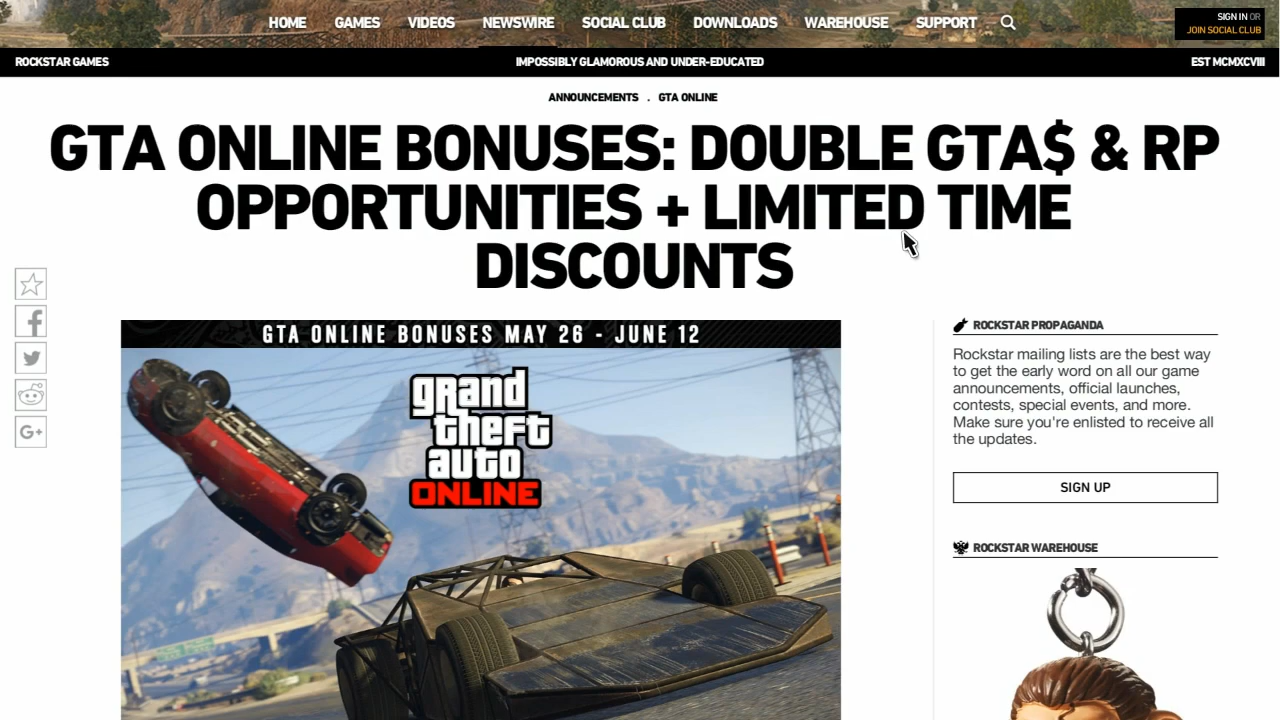 HOME GAMES VIDEOS NEWSWIRE SOCIAL CLUB DOWNLOADS WAREHOUSE SUPPORT
SIGN IN OR
JOIN SOCIAL CLUB
ROCKSTAR GAMES
IMPOSSIBLY GLAMOROUS AND UNDER-EDUCATED
EST MCMXCVIII
ANNOUNCEMENTS . GTA ONLINE
GTA ONLINE BONUSES: DOUBLE GTA$ & RP
OPPORTUNITIES + LIMITED TIME
DISCOUNTS
GTA ONLINE BONUSES MAY 26 - JUNE 12
grand
theft
auto
ONLINE
G+
ROCKSTAR PROPAGANDA
Rockstar mailing lists are the best way
to get the early word on all our game
announcements, official launches,
contests, special events, and more.
Make sure you're enlisted to receive all
the updates.
SIGN UP
ROCKSTAR WAREHOUSE